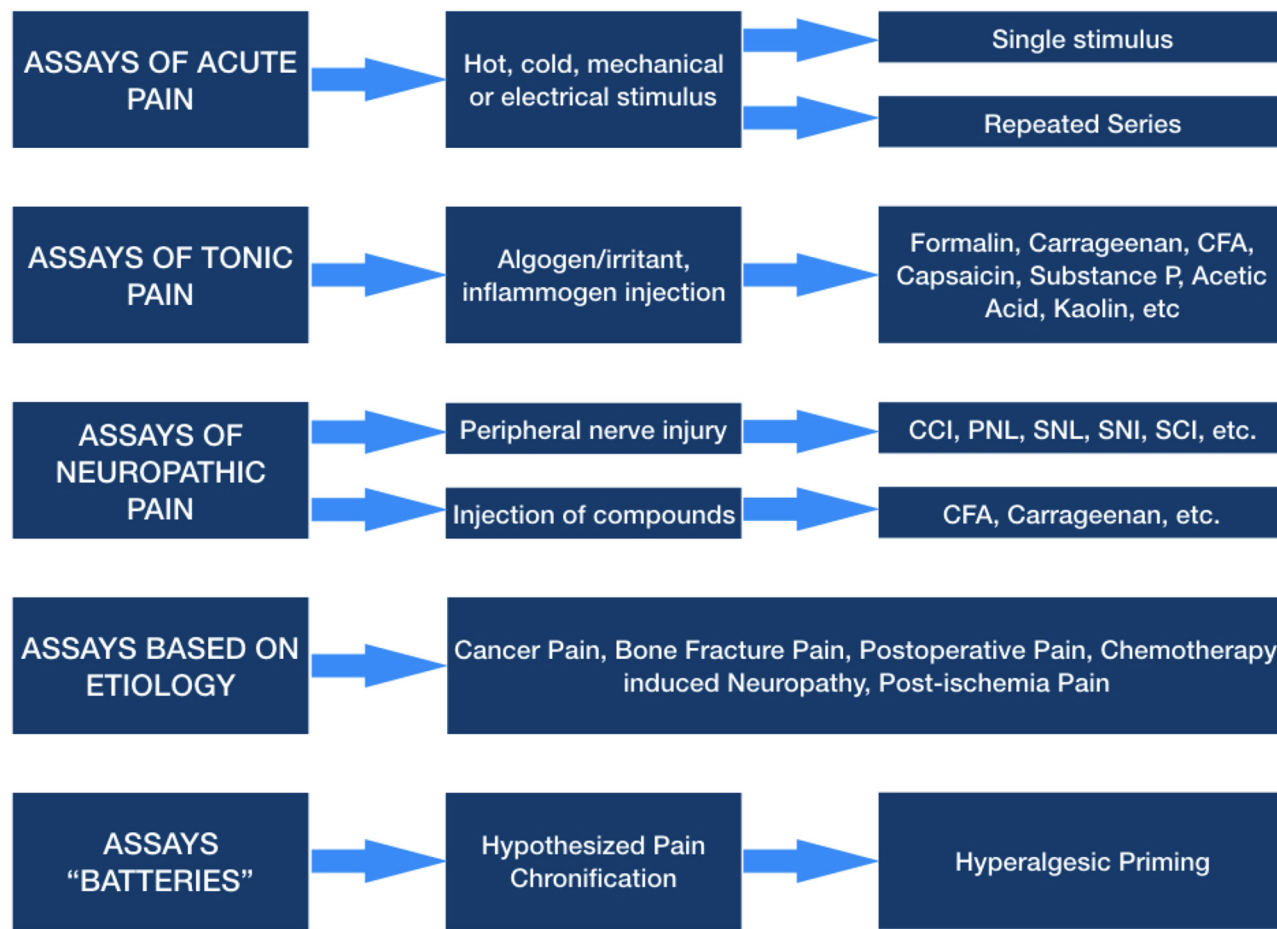 ASSAYS OF ACUTE
PAIN
Hot, cold, mechanical
or electrical stimulus
Single stimulus
Repeated Series
ASSAYS OF TONIC
PAIN
Algogen/irritant,
inflammogen injection
Formalin, Carrageenan, CFA,
Capsaicin, Substance P, Acetic
Acid, Kaolin, etc
ASSAYS OF
NEUROPATHIC
PAIN
Peripheral nerve injury
CCI, PNL, SNL, SNI, SCI, etc.
Injection of compounds
CFA, Carrageenan, etc.
ASSAYS BASED ON
ETIOLOGY
Cancer Pain, Bone Fracture Pain, Postoperative Pain, Chemotherapy
induced Neuropathy, Post-ischemia Pain
ASSAYS
“BATTERIES”
Hypothesized Pain
Chronification
Hyperalgesic Priming